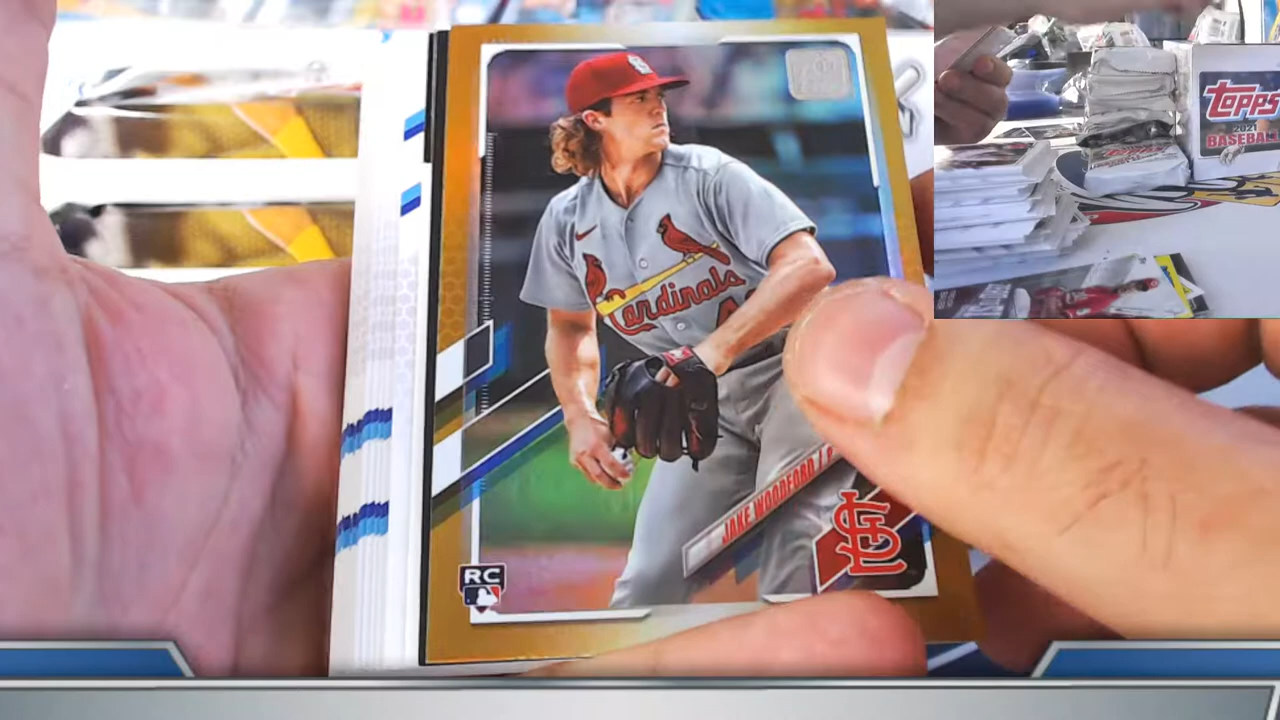 Cardinals
JAKE WOODFORD / P
RC
Topps
2021
BASEBALL